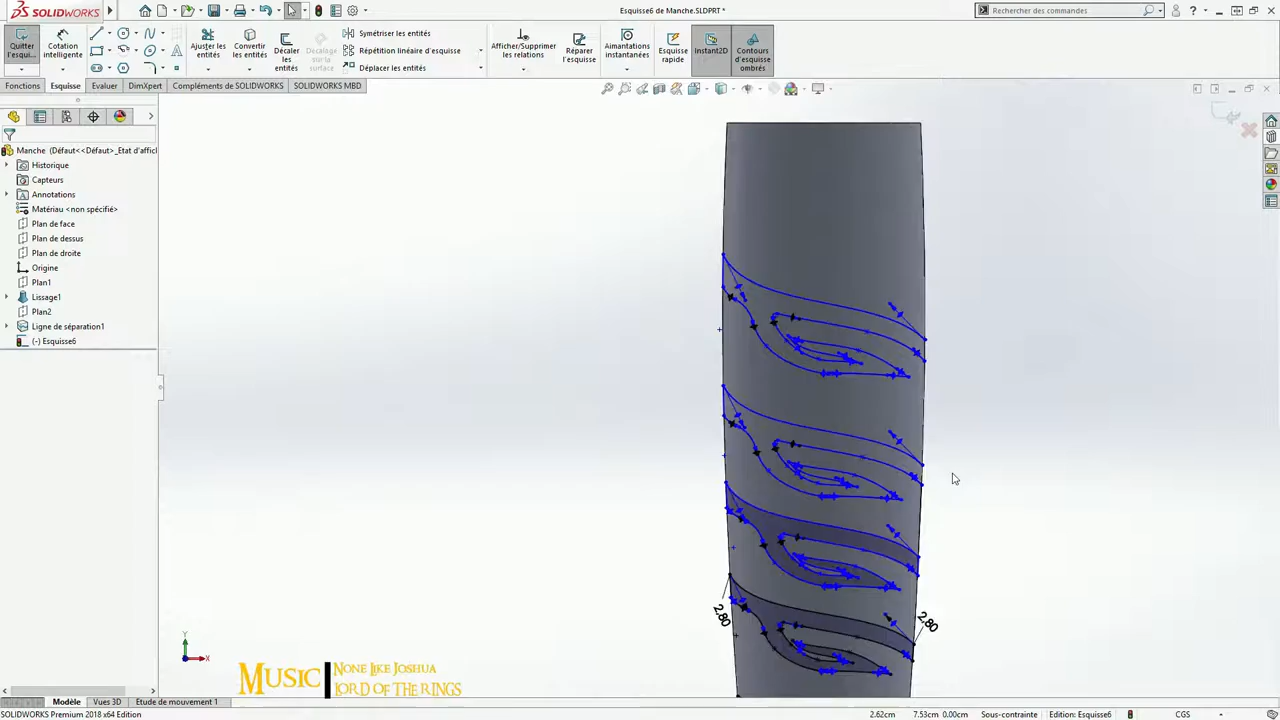 SOLIDWORKS
Esquisse6 de Manche.SLDPRT *
Rechercher des commandes
Quitter l'esqui...
Cotation intelligente
Ajuster les entités
Convertir les entités
Décaler les entités
Décalage sur la surface
Symétriser les entités
Répétition linéaire d'esquisse
Déplacer les entités
Afficher/Supprimer les relations
Réparer l'esquisse
Aimantations instantanées
Esquisse rapide
Instant2D
Contours d'esquisse ombrés
Fonctions
Esquisse
Evaluer
DimXpert
Compléments de SOLIDWORKS
SOLIDWORKS MBD
Manche (Défaut<<Défaut>_Etat d'affic
Historique
Capteurs
Annotations
Matériau <non spécifié>
Plan de face
Plan de dessus
Plan de droite
Origine
Plan1
Lissage1
Plan2
Ligne de séparation1
(-) Esquisse6
2,80
2,80
Y
X
MUSIC
NONE LIKE JOSHUA
LORD OF THE RINGS
Modèle
Vues 3D
Etude de mouvement 1
SOLIDWORKS Premium 2018 x64 Edition
2.62cm
7.53cm
0.00cm
Sous-contrainte
Edition: Esquisse6
CGS